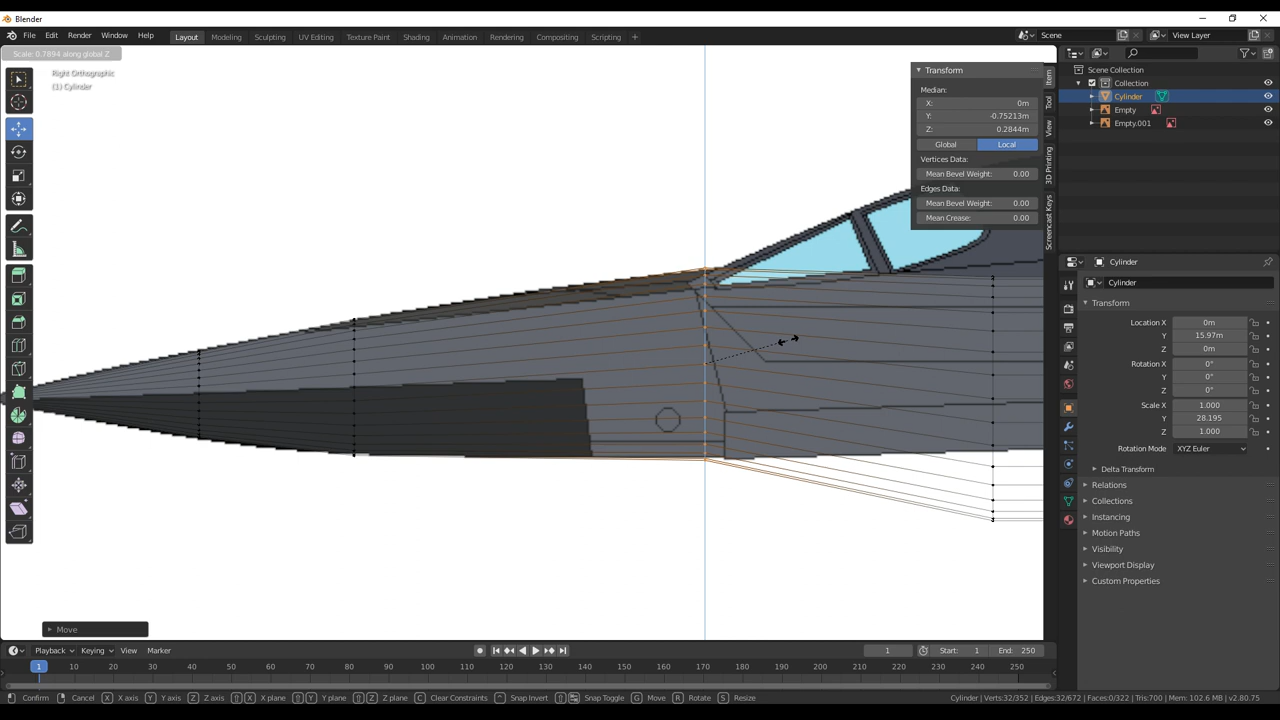 Blender
File Edit Render Window Help
Layout Modeling Sculpting UV Editing Texture Paint Shading Animation Rendering Compositing Scripting
Scene
View Layer
Scale: 0.7894 along global Z
Right Orthographic
(1) Cylinder
Transform
Median:
X: 0m
Y: -0.75213m
Z: 0.2844m
Global Local
Vertices Data:
Mean Bevel Weight: 0.00
Edges Data:
Mean Bevel Weight: 0.00
Mean Crease: 0.00
Item
Tool
View
3D Printing
Screencast Keys
Scene Collection
Collection
Cylinder
Empty
Empty.001
Cylinder
Cylinder
Transform
Location X 0m
Y 15.97m
Z 0m
Rotation X 0°
Y 0°
Z 0°
Scale X 1.000
Y 28.195
Z 1.000
Rotation Mode XYZ Euler
Delta Transform
Relations
Collections
Instancing
Motion Paths
Visibility
Viewport Display
Custom Properties
Move
Playback Keying View Marker
1 Start: 1 End: 250
1 10 20 30 40 50 60 70 80 90 100 110 120 130 140 150 160 170 180 190 200 210 220 230 240 250
Confirm Cancel X X axis Y Y axis Z Z axis X X plane Y Y plane Z Z plane C Clear Constraints Snap Invert Snap Toggle G Move R Rotate S Resize
Cylinder | Verts:32/352 | Edges:32/672 | Faces:0/322 | Tris:700 | Mem: 102.6 MB | v2.80.75